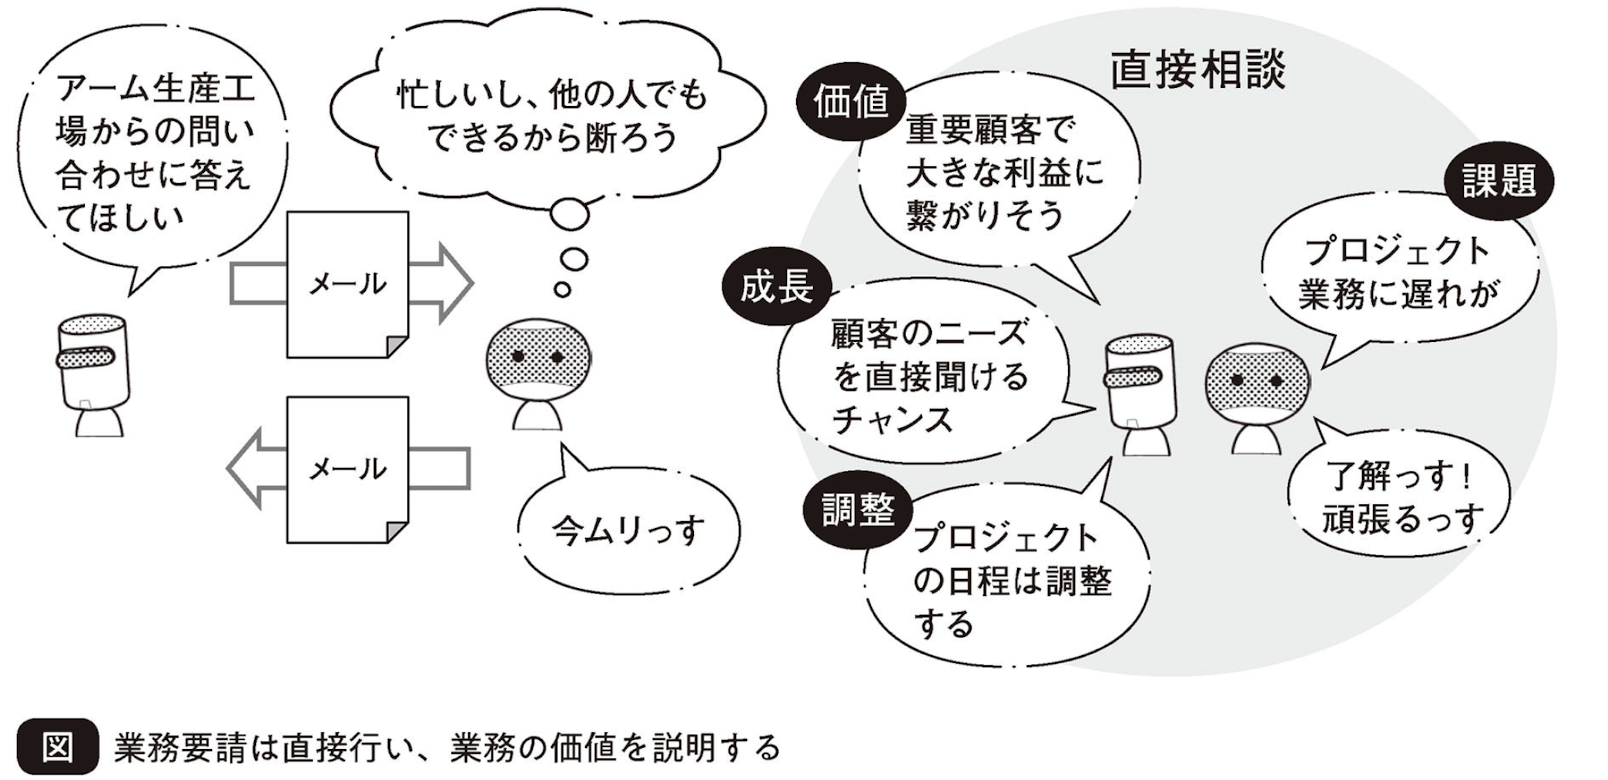 アーム生産工
場からの問い
合わせに答え
てほしい
忙しいし、他の人でも
できるから断ろう
メール
メール
今ムリっす
直接相談
価値
重要顧客で
大きな利益に
繋がりそう
課題
プロジェクト
業務に遅れが
成長
顧客のニーズ
を直接聞ける
チャンス
了解っす!
頑張るっす
調整
プロジェクト
の日程は調整
する
図 業務要請は直接行い、業務の価値を説明する